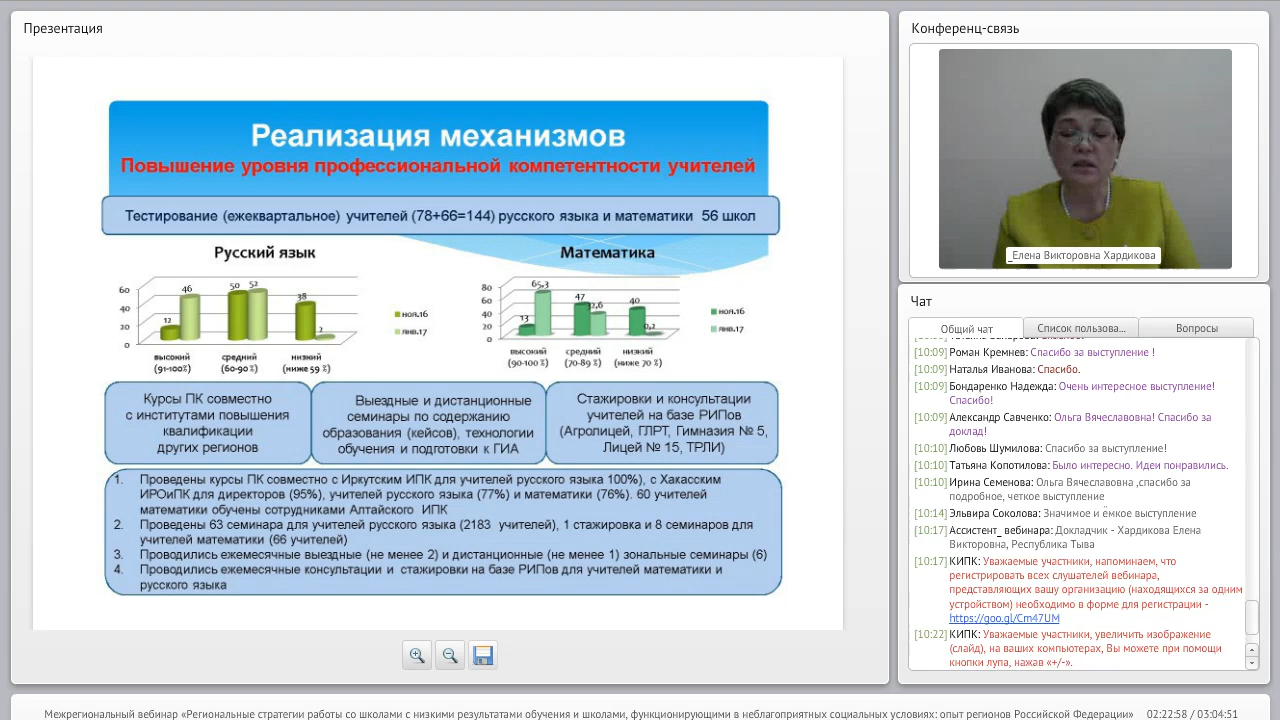 Презентация
Реализация механизмов
Повышение уровня профессиональной компетентности учителей
Тестирование (ежеквартальное) учителей (78+66=144) русского языка и математики 56 школ
Русский язык
60
40
20
0
12
46
50
52
38
2
высокий
(91-100%)
средний
(60-90%)
низкий
(ниже 59 %)
ноя.16
янв.17
Математика
80
60
40
20
0
13
65,3
47
40
0,2
высокий
(90-100 %)
средний
(70-89 %)
низкий
(ниже 70 %)
ноя.16
янв.17
Курсы ПК совместно
с институтами повышения
квалификации
других регионов
Выездные и дистанционные
семинары по содержанию
образования (кейсов), технологии
обучения и подготовки к ГИА
Стажировки и консультации
учителей на базе РИПов
(Агролицей, ГЛРТ, Гимназия № 5,
Лицей № 15, ТРЛИ)
1. Проведены курсы ПК совместно с Иркутским ИПК для учителей русского языка 100%), с Хакасским
ИРОиПК для директоров (95%), учителей русского языка (77%) и математики (76%). 60 учителей
математики обучены сотрудниками Алтайского ИПК
2. Проведены 63 семинара для учителей русского языка (2183 учителей), 1 стажировка и 8 семинаров для
учителей математики (66 учителей)
3. Проводились ежемесячные выездные (не менее 2) и дистанционные (не менее 1) зональные семинары (6)
4. Проводились ежемесячные консультации и стажировки на базе РИПов для учителей математики и
русского языка
Конференц-связь
_Елена Викторовна Хардикова
Чат
Общий чат
Список пользова...
Вопросы
[10:09] Роман Кремнев: Спасибо за выступление !
[10:09] Наталья Иванова: Спасибо.
[10:09] Бондаренко Надежда: Очень интересное выступление!
Спасибо!
[10:09] Александр Савченко: Ольга Вячеславовна! Спасибо за
доклад!
[10:10] Любовь Шумилова: Спасибо за выступление!
[10:10] Татьяна Копотилова: Было интересно. Идеи понравились.
[10:10] Ирина Семенова: Ольга Вячеславовна ,спасибо за
подробное, четкое выступление
[10:14] Эльвира Соколова: Значимое и ёмкое выступление
[10:17] Ассистент_ вебинара: Докладчик - Хардикова Елена
Викторовна, Республика Тыва
[10:17] КИПК: Уважаемые участники, напоминаем, что
регистрировать всех слушателей вебинара,
представляющих вашу организацию (находящихся за одним
устройством) необходимо в форме для регистрации -
https://goo.gl/Cm47UM
[10:22] КИПК: Уважаемые участники, увеличить изображение
(слайд), на ваших компьютерах, Вы можете при помощи
кнопки лупа, нажав «+/-».
Межрегиональный вебинар «Региональные стратегии работы со школами с низкими результатами обучения и школами, функционирующими в неблагоприятных социальных условиях: опыт регионов Российской Федерации» 02:22:58 / 03:04:51